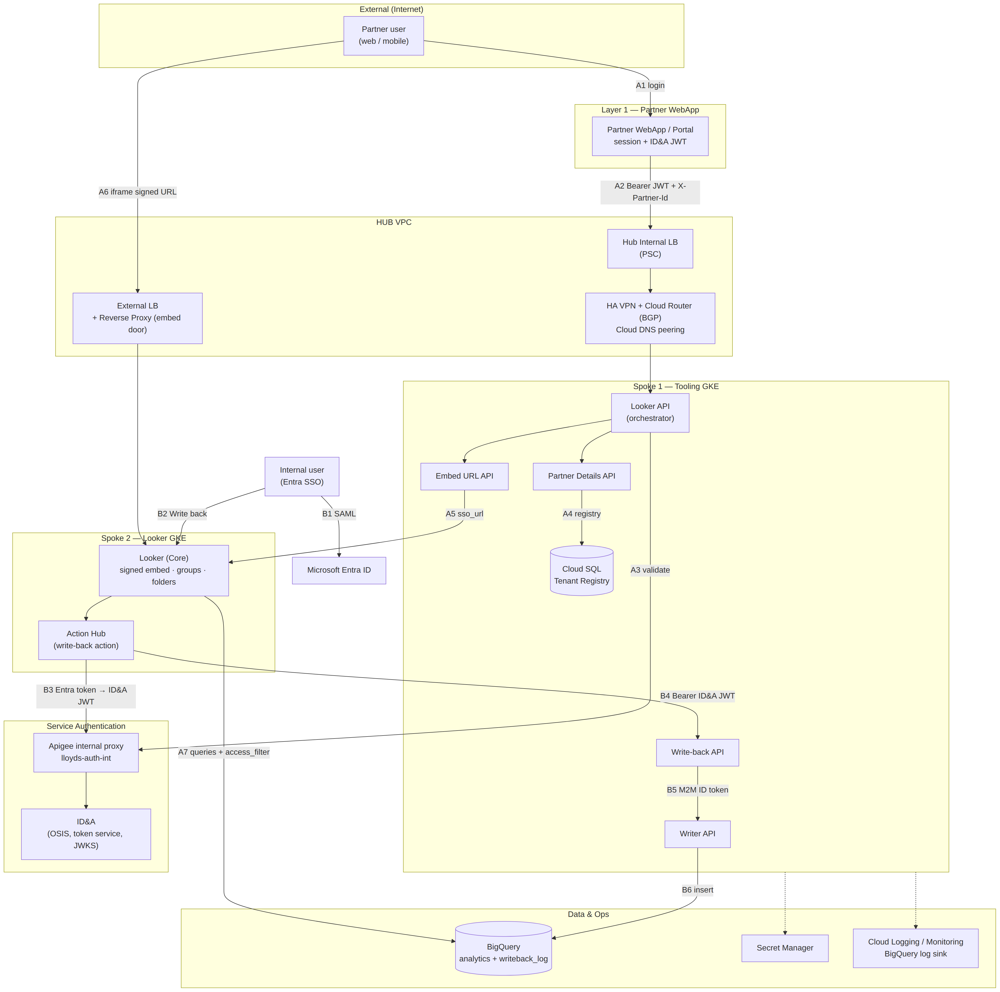 External (Internet)
Partner user
(web / mobile)
A1 login
Layer 1 — Partner WebApp
Partner WebApp / Portal
session + ID&A JWT
A6 iframe signed URL
A2 Bearer JWT + X-
Partner-Id
HUB VPC
Hub Internal LB
(PSC)
External LB
+ Reverse Proxy (embed
door)
HA VPN + Cloud Router
(BGP)
Cloud DNS peering
Spoke 1 — Tooling GKE
Looker API
(orchestrator)
Internal user
(Entra SSO)
Embed URL API
Partner Details API
B2 Write back
B1 SAML
A5 sso_url
A4 registry
Spoke 2 — Looker GKE
Looker (Core)
signed embed · groups ·
folders
Microsoft Entra ID
Cloud SQL
Tenant Registry
A3 validate
Action Hub
(write-back action)
B3 Entra token → ID&A
JWT
B4 Bearer ID&A JWT
Service Authentication
Apigee internal proxy
lloyds-auth-int
A7 queries + access_filter
Write-back API
B5 M2M ID token
ID&A
(OSIS, token service,
JWKS)
Writer API
B6 insert
Data & Ops
BigQuery
analytics + writeback_log
Secret Manager
Cloud Logging / Monitoring
BigQuery log sink